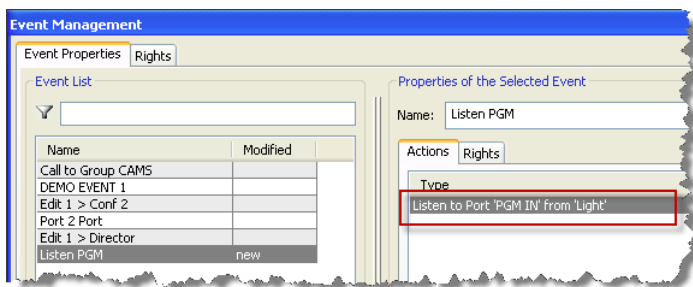 Event Management
Event Properties Rights
Event List
Properties of the Selected Event
Name: Listen PGM
Name Modified
Call to Group CAMS
DEMO EVENT 1
Edit 1 > Conf 2
Port 2 Port
Edit 1 > Director
Listen PGM new
Actions Rights
Type
Listen to Port 'PGM IN' from 'Light'